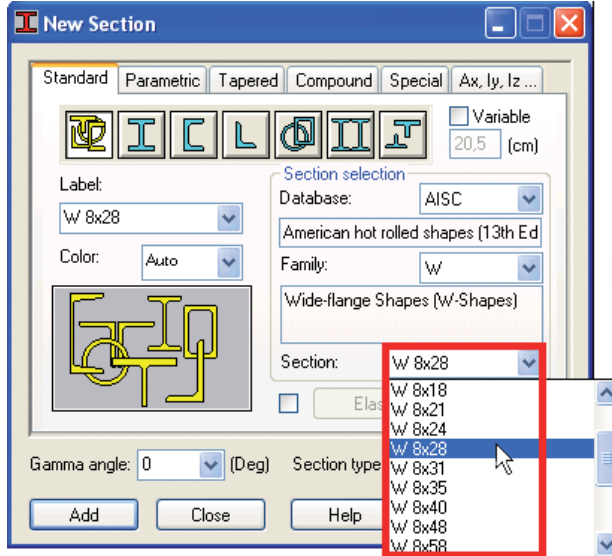 New Section
Standard Parametric Tapered Compound Special Ax, Iy, Iz ...
Variable
20,5 (cm)
Label:
W 8x28
Color: Auto
Section selection
Database: AISC
American hot rolled shapes (13th Ed
Family: W
Wide-flange Shapes (W-Shapes)
Section: W 8x28
Elas
W 8x18
W 8x21
W 8x24
W 8x28
W 8x31
W 8x35
W 8x40
W 8x48
W 8x58
Gamma angle: 0 (Deg) Section type
Add Close Help